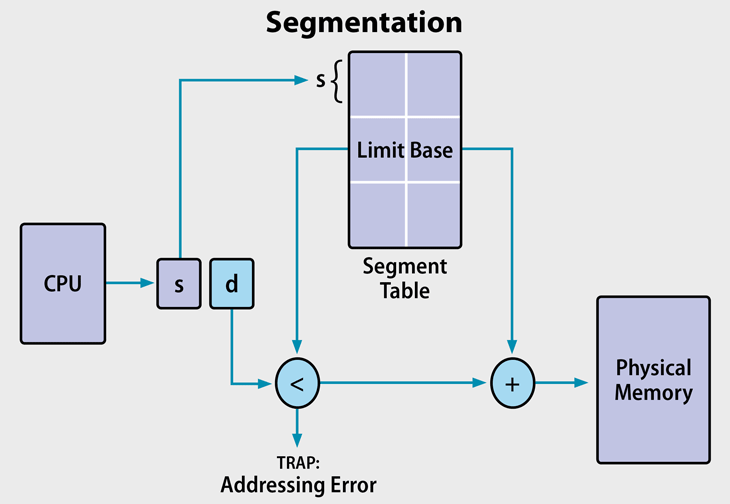 Segmentation
s {
Limit Base
Segment
Table
CPU
s
d
<
+
Physical
Memory
TRAP:
Addressing Error